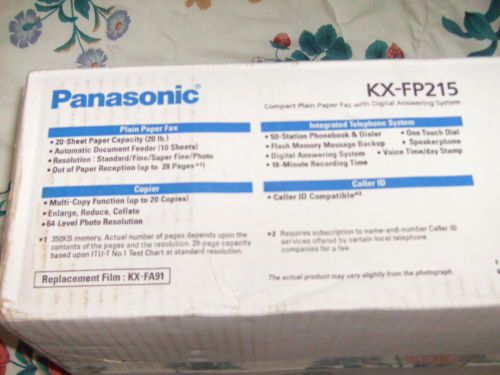 Panasonic
KX-FP215
Compact Plain Paper Fax with Digital Answering System
Plain Paper Fax
• 20-Sheet Paper Capacity (20 lb.)
• Automatic Document Feeder (10 Sheets)
• Resolution : Standard/Fine/Super Fine/Photo
• Out of Paper Reception (up to 28 Pages*1)
Copier
• Multi-Copy Function (up to 20 Copies)
• Enlarge, Reduce, Collate
• 64-Level Photo Resolution
*1 350KB memory. Actual number of pages depends upon the
contents of the pages and the resolution. 28-page capacity
based upon ITU-T No.1 Test Chart at standard resolution.
Replacement Film : KX-FA91
Integrated Telephone System
• 50-Station Phonebook & Dialer • One Touch Dial
• Flash Memory Message Backup • Speakerphone
• Digital Answering System • Voice Time/day Stamp
• 18-Minute Recording Time
Caller ID
• Caller ID Compatible*2
*2 Requires subscription to name-and-number Caller ID
services offered by certain local telephone
companies for a fee.
The actual product may vary slightly from the photograph.